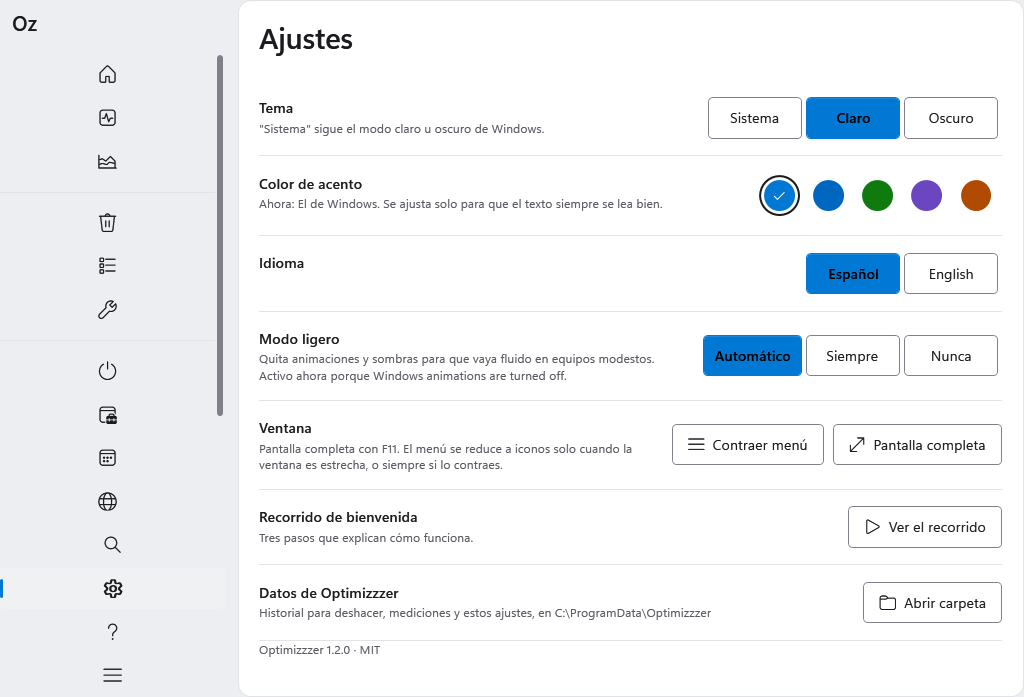 Oz
Ajustes
Tema
"Sistema" sigue el modo claro u oscuro de Windows.
Sistema
Claro
Oscuro
Color de acento
Ahora: El de Windows. Se ajusta solo para que el texto siempre se lea bien.
Idioma
Español
English
Modo ligero
Quita animaciones y sombras para que vaya fluido en equipos modestos.
Activo ahora porque Windows animations are turned off.
Automático
Siempre
Nunca
Ventana
Pantalla completa con F11. El menú se reduce a iconos solo cuando la
ventana es estrecha, o siempre si lo contraes.
Contraer menú
Pantalla completa
Recorrido de bienvenida
Tres pasos que explican cómo funciona.
Ver el recorrido
Datos de Optimizzzer
Historial para deshacer, mediciones y estos ajustes, en C:\ProgramData\Optimizzzer
Abrir carpeta
Optimizzzer 1.2.0 · MIT